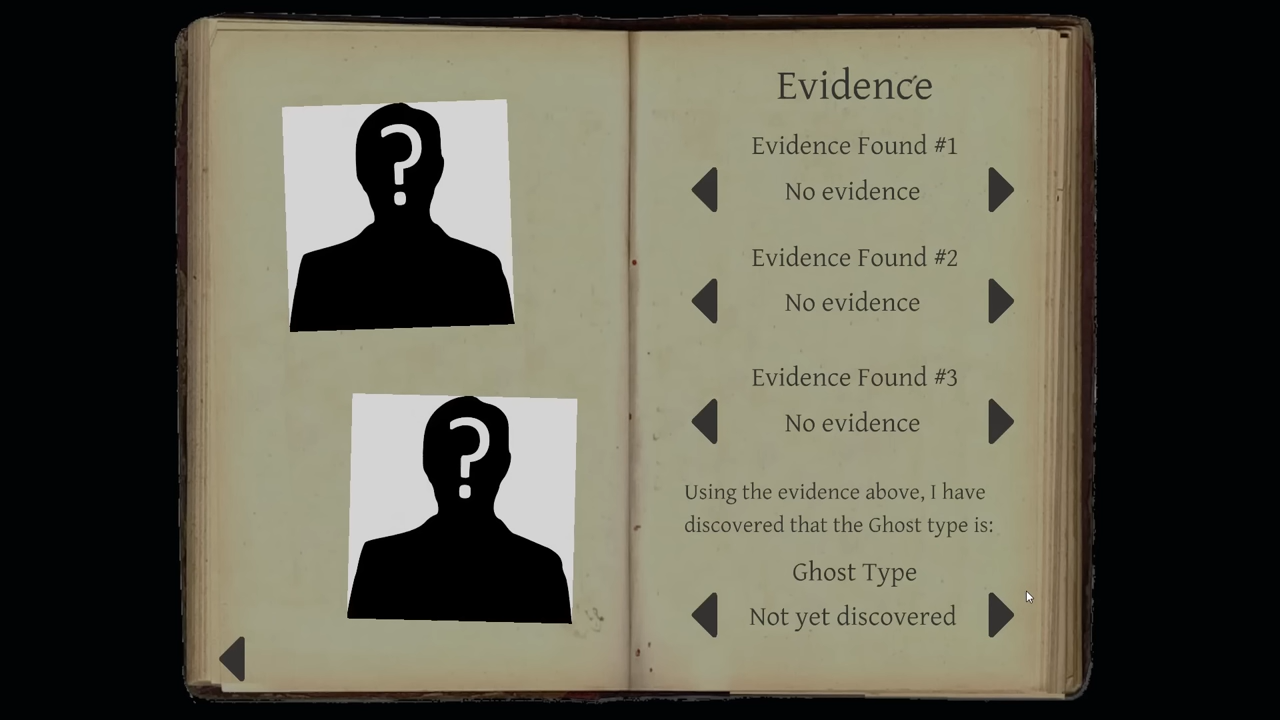 ?
?
Evidence
Evidence Found #1
No evidence
Evidence Found #2
No evidence
Evidence Found #3
No evidence
Using the evidence above, I have
discovered that the Ghost type is:
Ghost Type
Not yet discovered